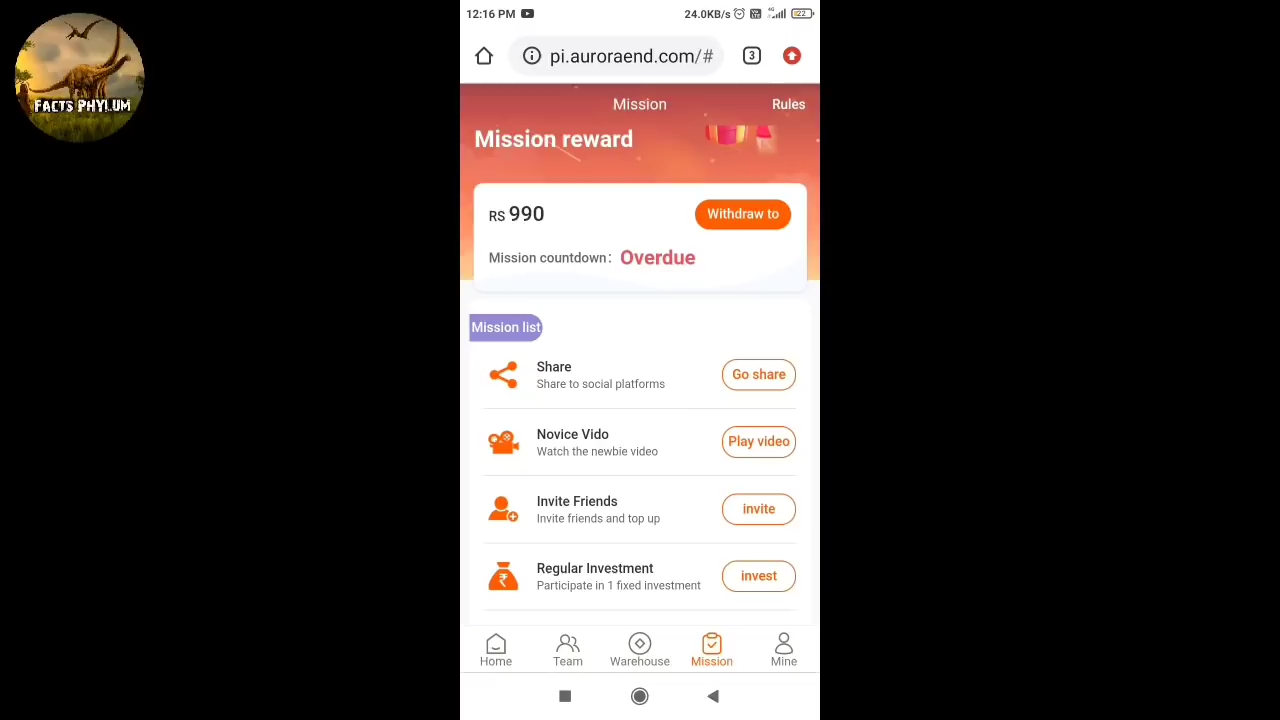 FACTS PHYLUM
12:16 PM
24.0KB/s
4G
22
pi.auroraend.com/#
3
Mission
Rules
Mission reward
RS 990
Withdraw to
Mission countdown: Overdue
Mission list
Share
Share to social platforms
Go share
Novice Vido
Watch the newbie video
Play video
Invite Friends
Invite friends and top up
invite
₹
Regular Investment
Participate in 1 fixed investment
invest
Home
Team
Warehouse
Mission
Mine